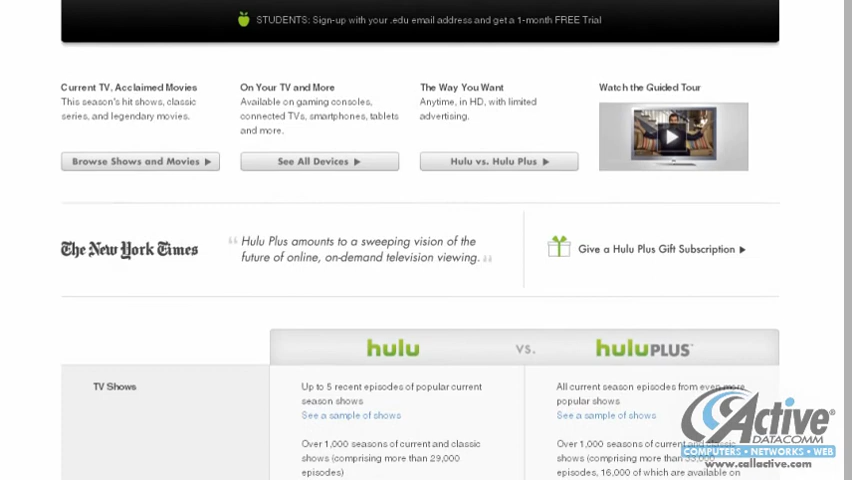 STUDENTS: Sign-up with your .edu email address and get a 1-month FREE Trial
Current TV, Acclaimed Movies
This season's hit shows, classic
series, and legendary movies.
Browse Shows and Movies
On Your TV and More
Available on gaming consoles,
connected TVs, smartphones, tablets
and more.
See All Devices
The Way You Want
Anytime, in HD, with limited
advertising.
Hulu vs. Hulu Plus
Watch the Guided Tour
The New York Times
“Hulu Plus amounts to a sweeping vision of the
future of online, on-demand television viewing.”
Give a Hulu Plus Gift Subscription
hulu vs. hulu PLUS™
TV Shows
Up to 5 recent episodes of popular current
season shows
See a sample of shows
Over 1,000 seasons of current and classic
shows (comprising more than 29,000
episodes)
All current season episodes from even more
popular shows
See a sample of shows
Over 1,000 seasons of current and classic
shows (comprising more than
episodes, 16,000 of which are available on
Active®
DATACOMM
COMPUTERS • NETWORKS • WEB
www.callactive.com